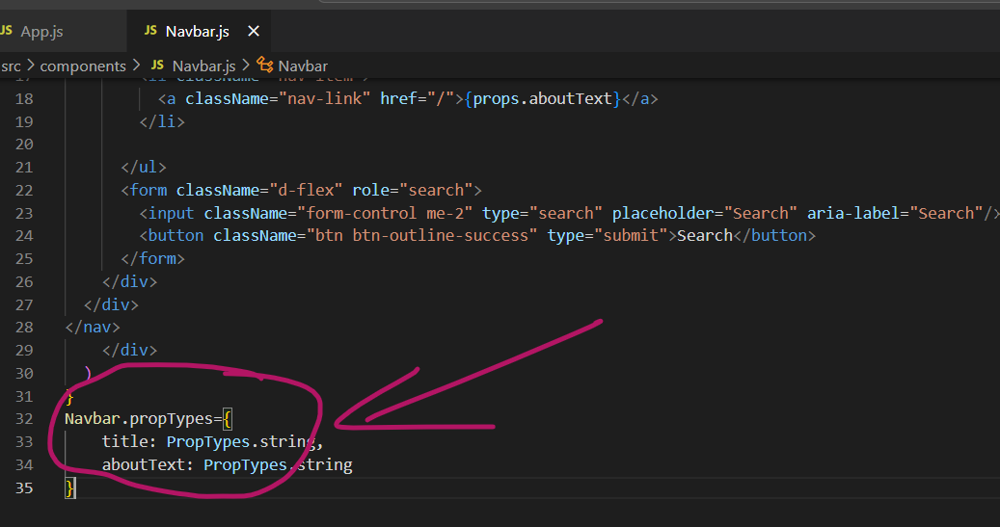 JS App.js JS Navbar.js ×
src > components > JS Navbar.js > Navbar
17 <li className="nav-item">
18 <a className="nav-link" href="/">{props.aboutText}</a>
19 </li>
20
21 </ul>
22 <form className="d-flex" role="search">
23 <input className="form-control me-2" type="search" placeholder="Search" aria-label="Search"/>
24 <button className="btn btn-outline-success" type="submit">Search</button>
25 </form>
26 </div>
27 </div>
28 </nav>
29 </div>
30 )
31 }
32 Navbar.propTypes={
33 title: PropTypes.string,
34 aboutText: PropTypes.string
35 }